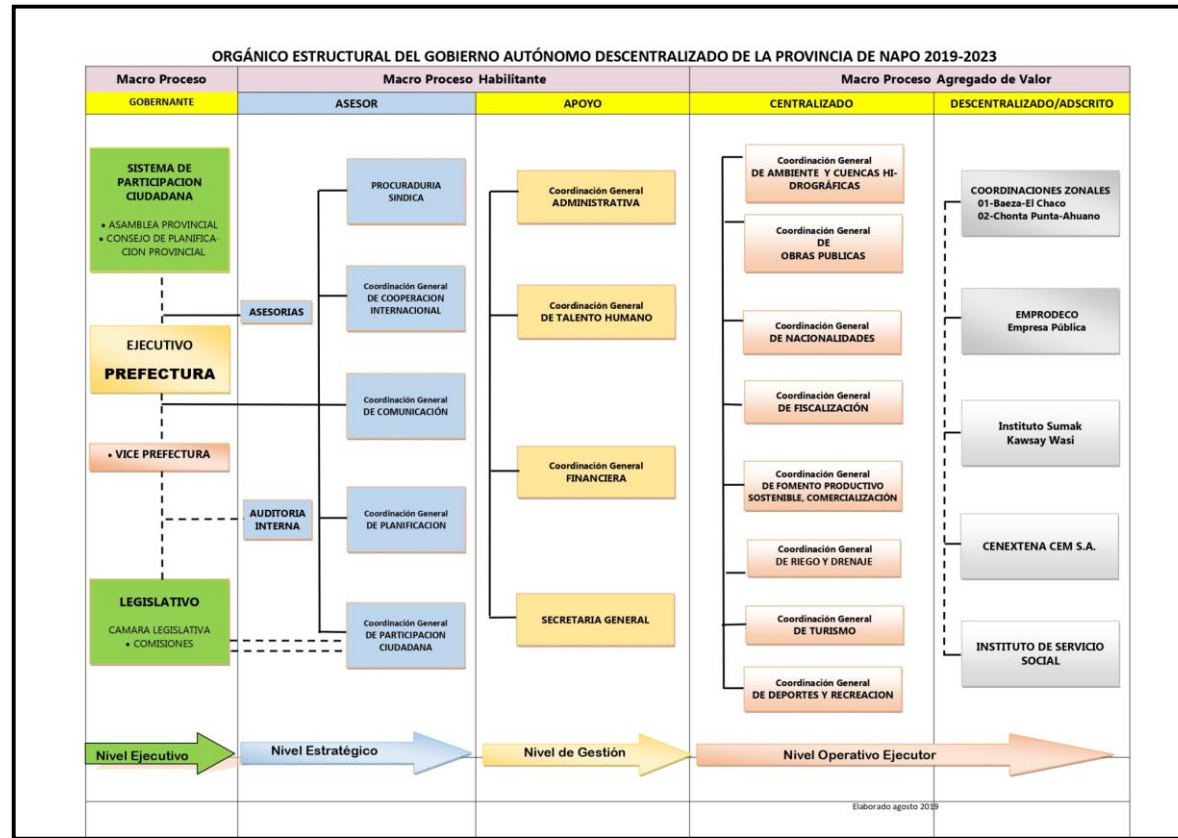 ORGÁNICO ESTRUCTURAL DEL GOBIERNO AUTÓNOMO DESCENTRALIZADO DE LA PROVINCIA DE NAPO 2019-2023
Macro Proceso
Macro Proceso Habilitante
Macro Proceso Agregado de Valor
GOBERNANTE
ASESOR
APOYO
CENTRALIZADO
DESCENTRALIZADO/ADSCRITO
SISTEMA DE
PARTICIPACION
CIUDADANA
• ASAMBLEA PROVINCIAL
• CONSEJO DE PLANIFICA-
CION PROVINCIAL
EJECUTIVO
PREFECTURA
• VICE PREFECTURA
LEGISLATIVO
CAMARA LEGISLATIVA
• COMISIONES
ASESORIAS
AUDITORIA
INTERNA
PROCURADURIA
SINDICA
Coordinación General
DE COOPERACION
INTERNACIONAL
Coordinación General
DE COMUNICACIÓN
Coordinación General
DE PLANIFICACION
Coordinación General
DE PARTICIPACION
CIUDADANA
Coordinación General
ADMINISTRATIVA
Coordinación General
DE TALENTO HUMANO
Coordinación General
FINANCIERA
SECRETARIA GENERAL
Coordinación General
DE AMBIENTE Y CUENCAS HI-
DROGRÁFICAS
Coordinación General
DE
OBRAS PUBLICAS
Coordinación General
DE NACIONALIDADES
Coordinación General
DE FISCALIZACIÓN
Coordinación General
DE FOMENTO PRODUCTIVO
SOSTENIBLE, COMERCIALIZACIÓN
Coordinación General
DE RIEGO Y DRENAJE
Coordinación General
DE TURISMO
Coordinación General
DE DEPORTES Y RECREACION
COORDINACIONES ZONALES
01-Baeza-El Chaco
02-Chonta Punta-Ahuano
EMPRODECO
Empresa Pública
Instituto Sumak
Kawsay Wasi
CENEXTENA CEM S.A.
INSTITUTO DE SERVICIO
SOCIAL
Nivel Ejecutivo
Nivel Estratégico
Nivel de Gestión
Nivel Operativo Ejecutor
Elaborado agosto 2019